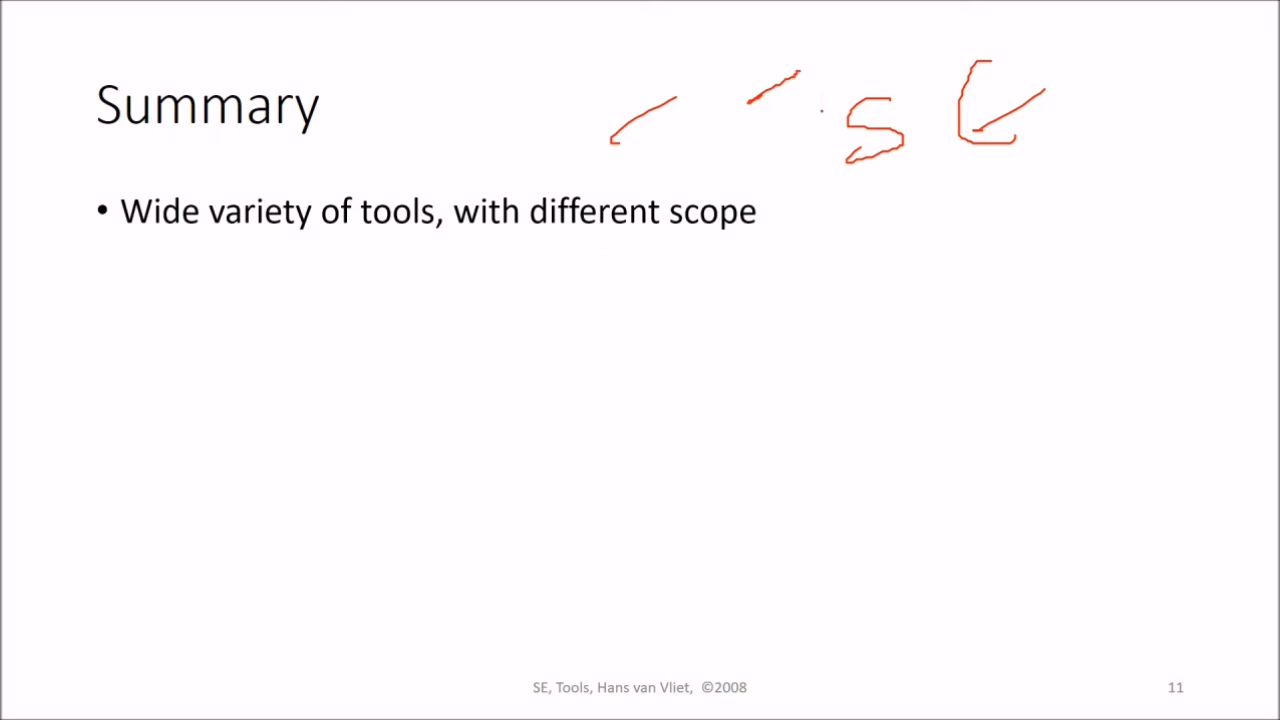 Summary
S E
• Wide variety of tools, with different scope
SE, Tools, Hans van Vliet, ©2008
11